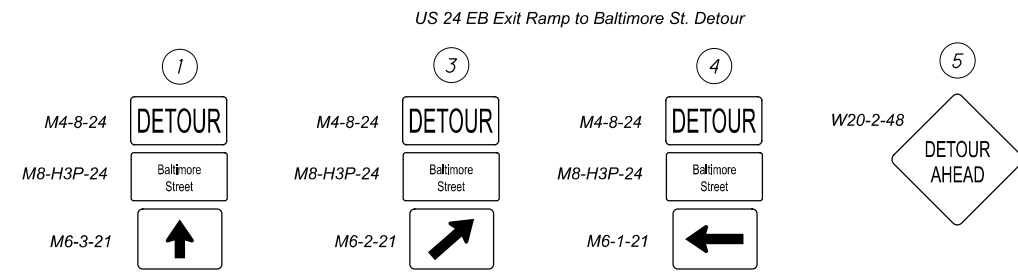 US 24 EB Exit Ramp to Baltimore St. Detour
1
M4-8-24
DETOUR
M8-H3P-24
Baltimore
Street
M6-3-21
3
M4-8-24
DETOUR
M8-H3P-24
Baltimore
Street
M6-2-21
4
M4-8-24
DETOUR
M8-H3P-24
Baltimore
Street
M6-1-21
5
W20-2-48
DETOUR
AHEAD